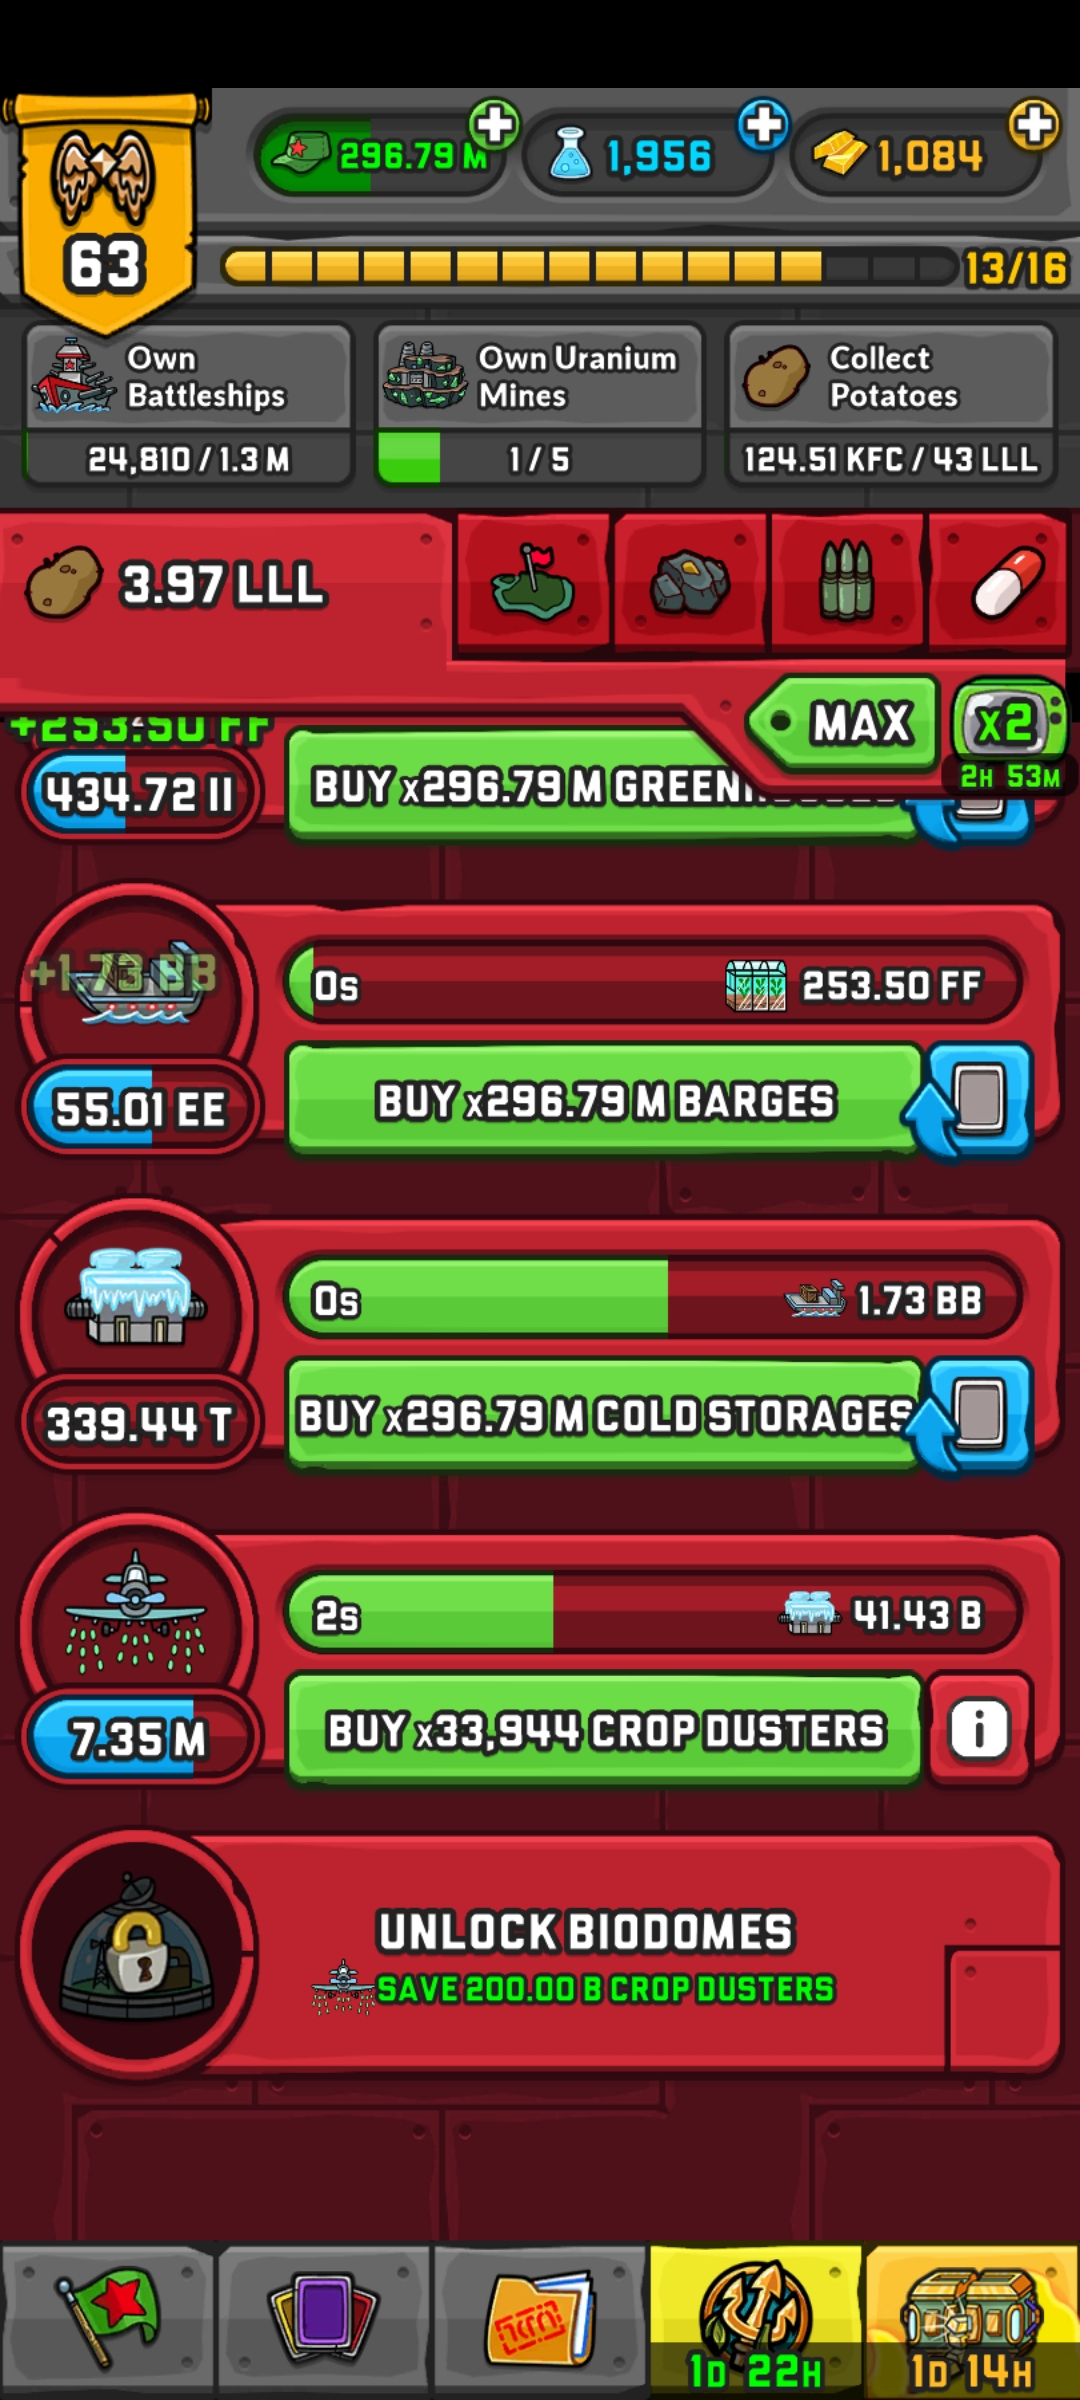 296.79 M
1,956
1,084
63
13/16
Own
Battleships
24,810 / 1.3 M
Own Uranium
Mines
1 / 5
Collect
Potatoes
124.51 KFC / 43 LLL
3.97 LLL
MAX
x2
2H 53M
+253.50 FF
434.72 II
BUY x296.79 M
+1.73 BB
0s
253.50 FF
55.01 EE
BUY x296.79 M BARGES
0s
1.73 BB
339.44 T
BUY x296.79 M COLD STORAGES
2s
41.43 B
7.35 M
BUY x33,944 CROP DUSTERS
i
UNLOCK BIODOMES
SAVE 200.00 B CROP DUSTERS
1D 22H
1D 14H